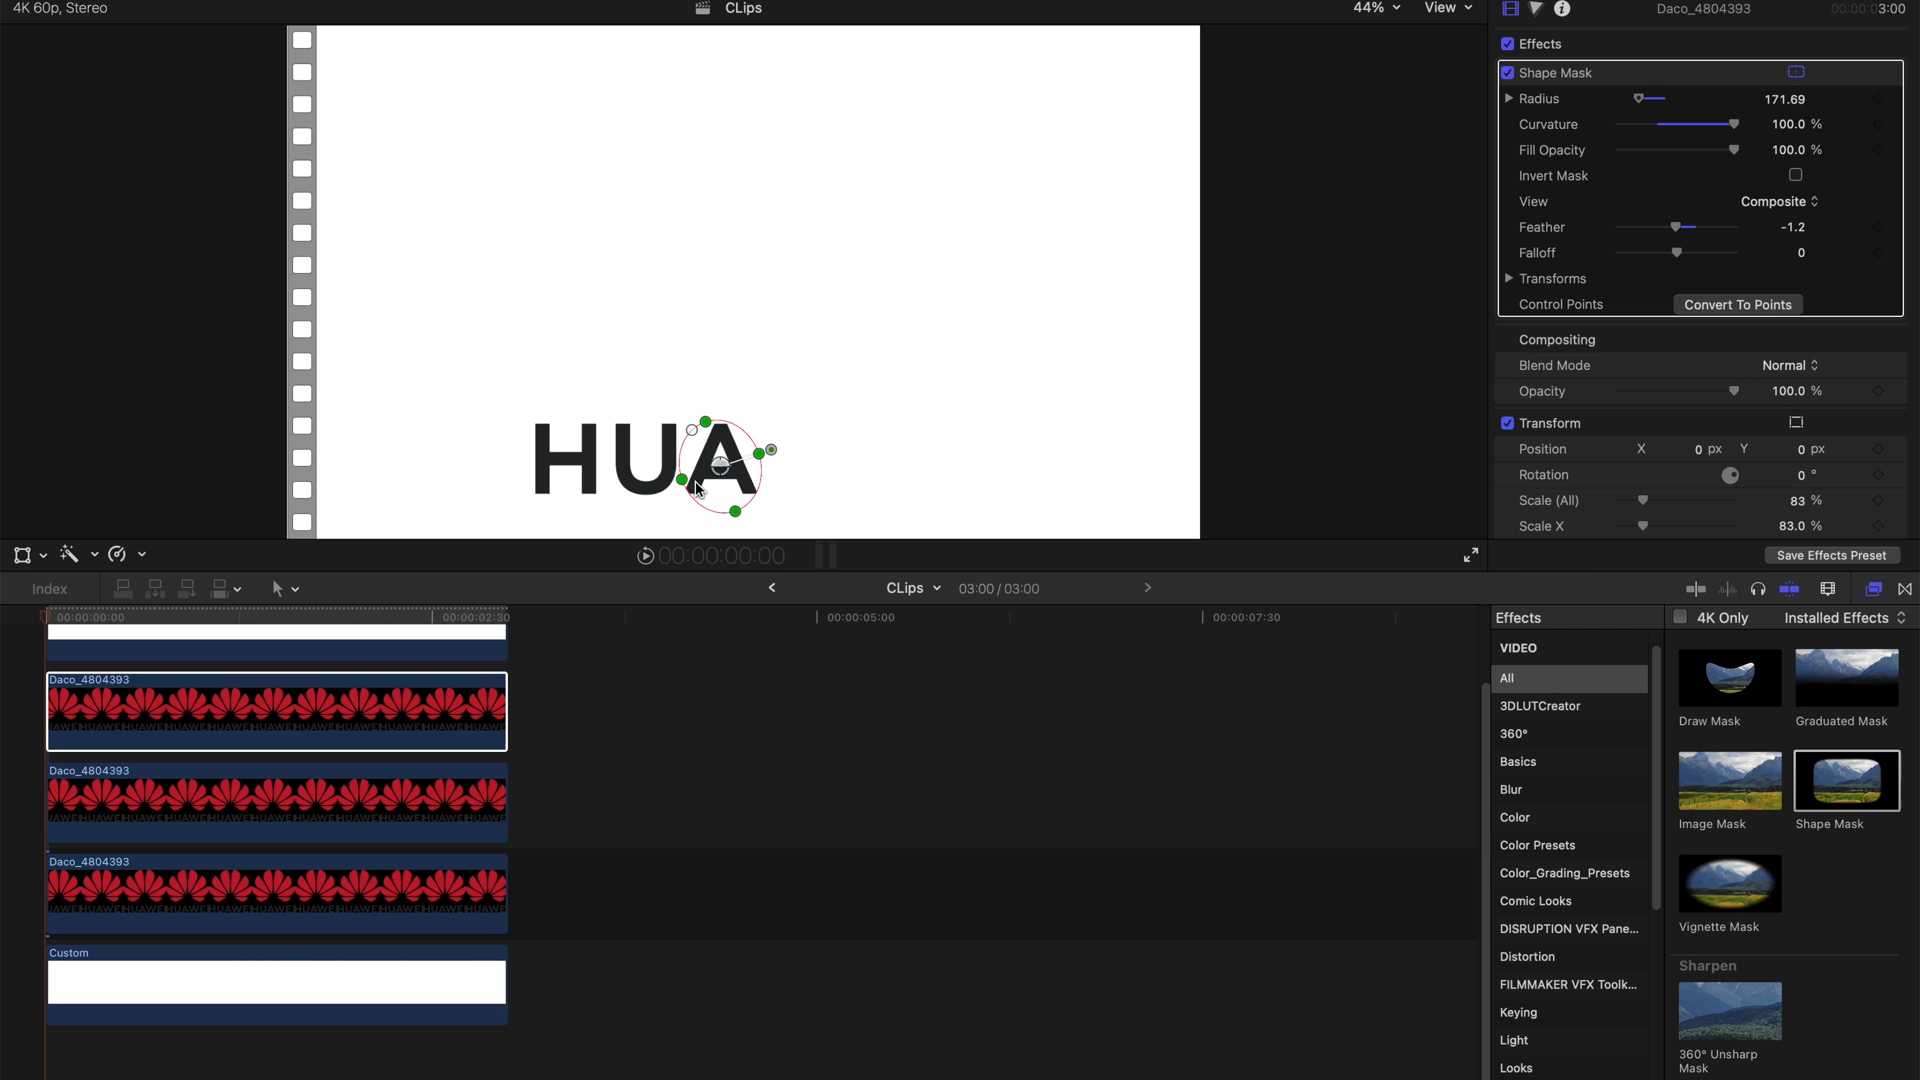 4K 60p, Stereo
CLips
44%
View
Daco_4804393
00:00:03:00
Effects
Shape Mask
Radius
171.69
Curvature
100.0 %
Fill Opacity
100.0 %
Invert Mask
View
Composite
Feather
-1.2
Falloff
0
Transforms
Control Points
Convert To Points
Compositing
Blend Mode
Normal
Opacity
100.0 %
Transform
Position
X
0 px
Y
0 px
Rotation
0 °
Scale (All)
83 %
Scale X
83.0 %
HUA
00:00:00:00
Save Effects Preset
Index
CLips
03:00 / 03:00
00:00:00:00
00:00:02:30
00:00:05:00
00:00:07:30
Daco_4804393
Daco_4804393
Daco_4804393
Custom
Effects
4K Only
Installed Effects
VIDEO
All
3DLUTCreator
360°
Basics
Blur
Color
Color Presets
Color_Grading_Presets
Comic Looks
DISRUPTION VFX Pane...
Distortion
FILMMAKER VFX Toolk...
Keying
Light
Looks
Draw Mask
Graduated Mask
Image Mask
Shape Mask
Vignette Mask
Sharpen
360° Unsharp
Mask